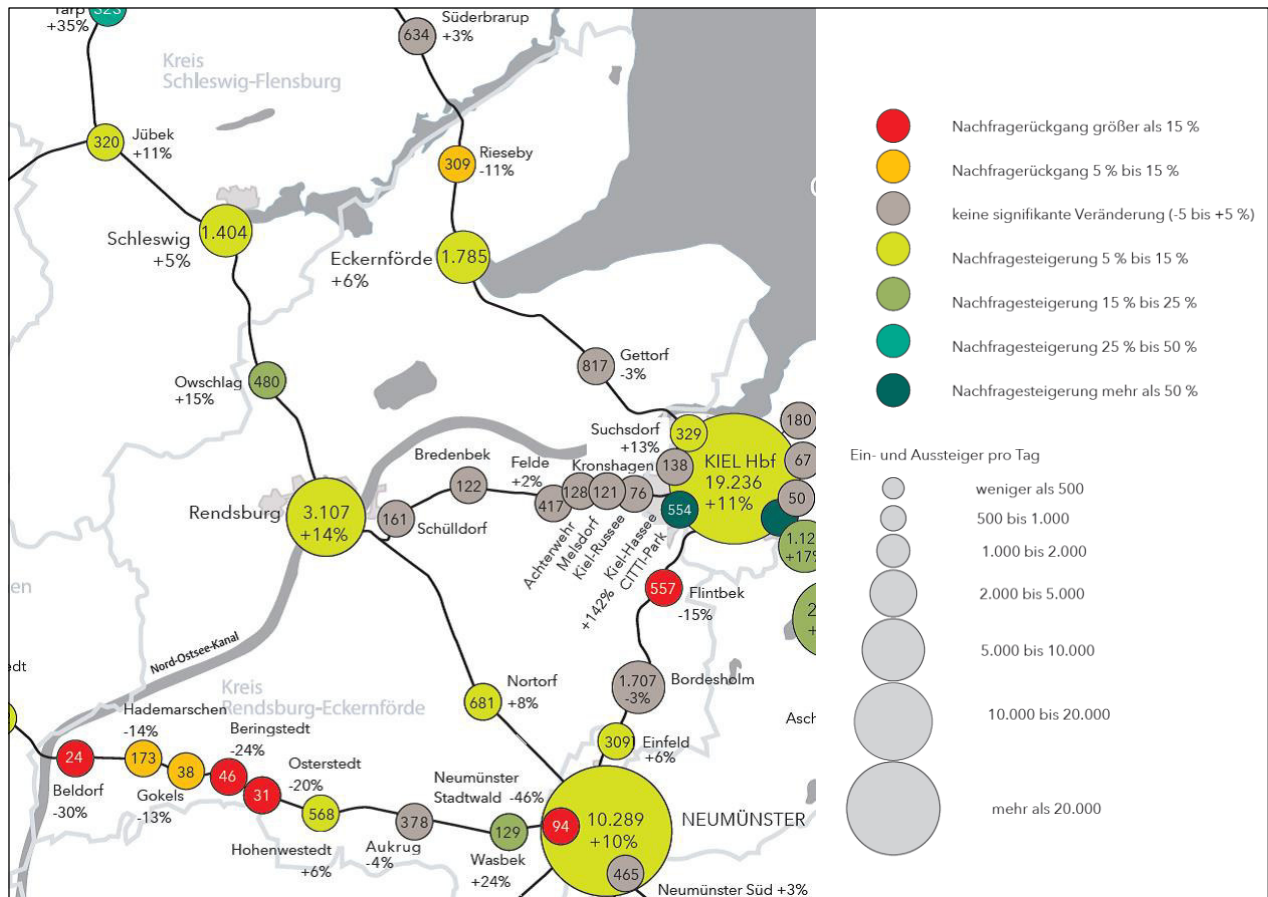 Tarp
323
+35%
Süderbrarup
634
+3%
Kreis
Schleswig-Flensburg
Jübek
320
+11%
Rieseby
309
-11%
Schleswig
1.404
+5%
Eckernförde
1.785
+6%
Gettorf
817
-3%
Owschlag
480
+15%
Suchsdorf
329
+13%
Kronshagen
138
KIEL Hbf
19.236
+11%
180
67
50
1.12
+17%
2
+
Bredenbek
122
Felde
+2%
417
128
121
76
554
Achterwehr
Melsdorf
Kiel-Russee
Kiel-Hassee
CITTI-Park
+142%
Rendsburg
3.107
+14%
161
Schülldorf
557
Flintbek
-15%
Nord-Ostsee-Kanal
en
edt
Kreis
Rendsburg-Eckernförde
Nortorf
681
+8%
1.707
-3%
Bordesholm
Asch
309
Einfeld
+6%
Hademarschen
-14%
Beringstedt
-24%
Osterstedt
-20%
24
173
38
46
31
568
378
129
94
Beldorf
-30%
Gokels
-13%
Hohenwestedt
+6%
Aukrug
-4%
Neumünster
Stadtwald -46%
Wasbek
+24%
10.289
+10%
NEUMÜNSTER
465
Neumünster Süd +3%
Nachfragerückgang größer als 15 %
Nachfragerückgang 5 % bis 15 %
keine signifikante Veränderung (-5 bis +5 %)
Nachfragesteigerung 5 % bis 15 %
Nachfragesteigerung 15 % bis 25 %
Nachfragesteigerung 25 % bis 50 %
Nachfragesteigerung mehr als 50 %
Ein- und Aussteiger pro Tag
weniger als 500
500 bis 1.000
1.000 bis 2.000
2.000 bis 5.000
5.000 bis 10.000
10.000 bis 20.000
mehr als 20.000